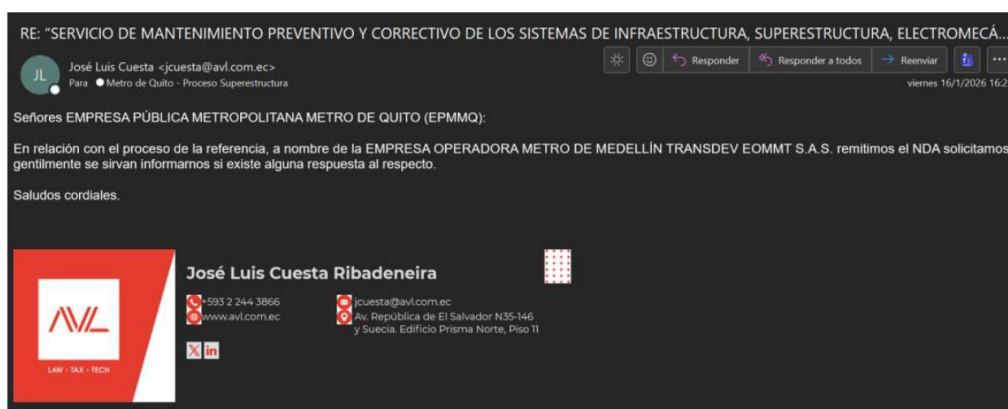 RE: “SERVICIO DE MANTENIMIENTO PREVENTIVO Y CORRECTIVO DE LOS SISTEMAS DE INFRAESTRUCTURA, SUPERESTRUCTURA, ELECTROMECÁ...
JL
José Luis Cuesta <jcuesta@avl.com.ec>
Para Metro de Quito - Proceso Superestructura
Responder Responder a todos Reenviar
viernes 16/1/2026 16:2
Señores EMPRESA PÚBLICA METROPOLITANA METRO DE QUITO (EPMMQ):
En relación con el proceso de la referencia, a nombre de la EMPRESA OPERADORA METRO DE MEDELLÍN TRANSDEV EOMMT S.A.S. remitimos el NDA solicitamos
gentilmente se sirvan informarnos si existe alguna respuesta al respecto.
Saludos cordiales.
AVL
LAW · TAX · TECH
José Luis Cuesta Ribadeneira
+593 2 244 3866
www.avl.com.ec
jcuesta@avl.com.ec
Av. República de El Salvador N35-146
y Suecia. Edificio Prisma Norte, Piso 11
X in